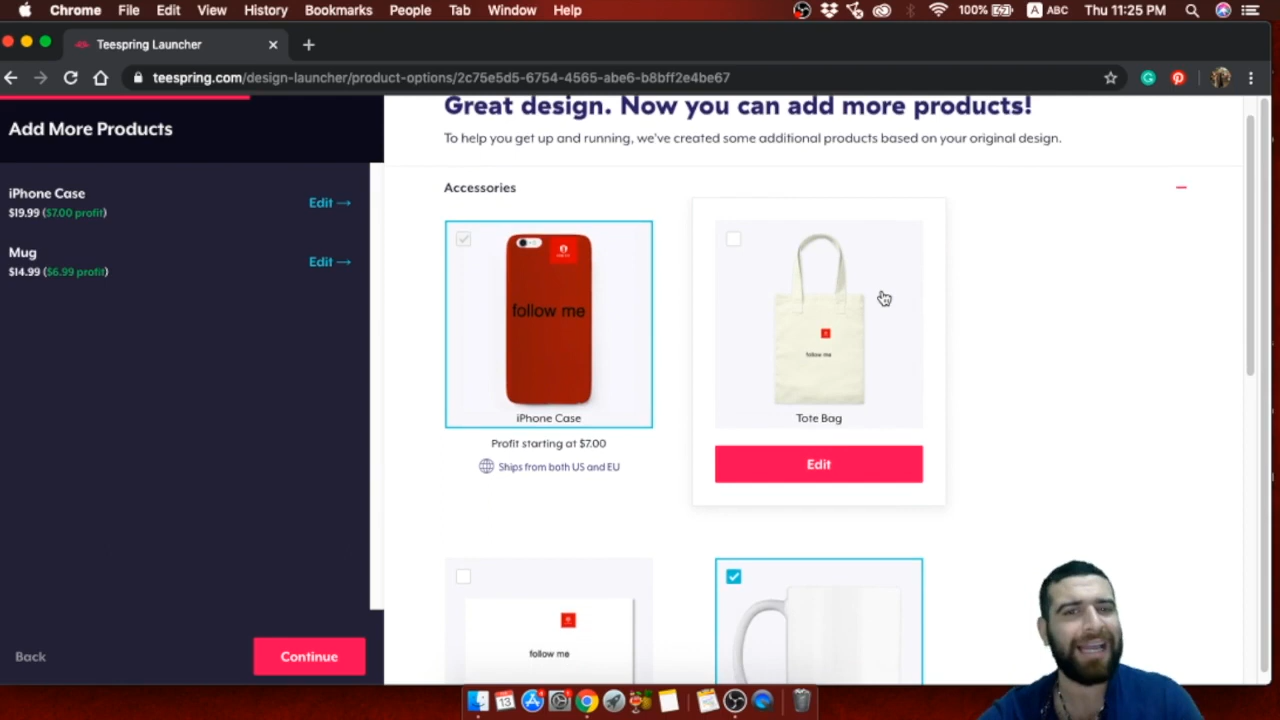 Chrome File Edit View History Bookmarks People Tab Window Help 100% A ABC Thu 11:25 PM
Teespring Launcher
teespring.com/design-launcher/product-options/2c75e5d5-6754-4565-abe6-b8bff2e4be67
Add More Products
iPhone Case
$19.99 ($7.00 profit)
Edit →
Mug
$14.99 ($6.99 profit)
Edit →
Back
Continue
Great design. Now you can add more products!
To help you get up and running, we've created some additional products based on your original design.
Accessories
follow me
iPhone Case
Profit starting at $7.00
Ships from both US and EU
follow me
Tote Bag
Edit
follow me
13